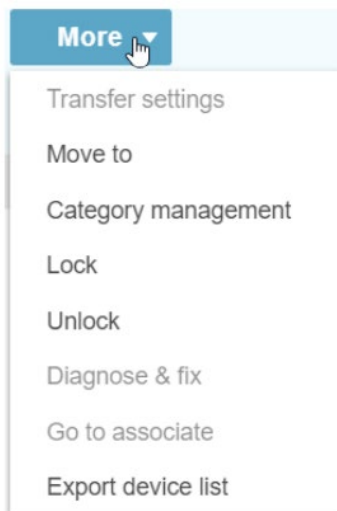 More
Transfer settings
Move to
Category management
Lock
Unlock
Diagnose & fix
Go to associate
Export device list